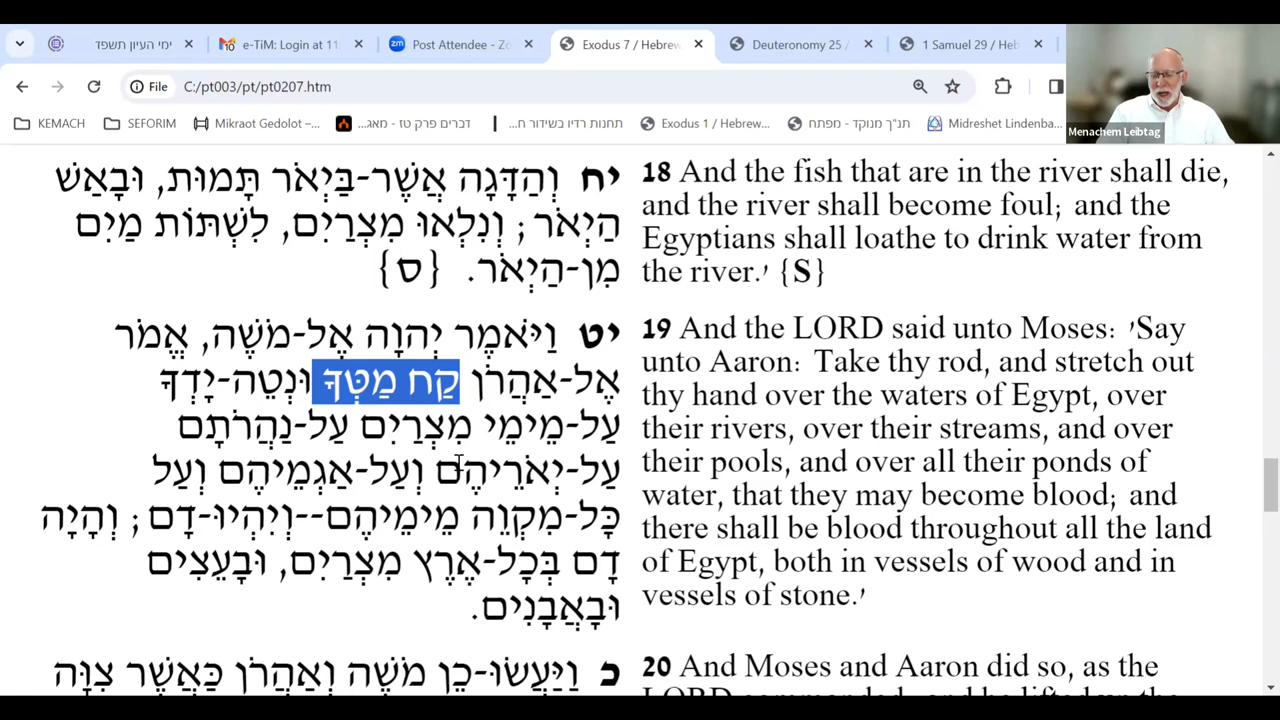 ימי העיון תשפד
e-TiM: Login at 11:
Post Attendee - Zo
Exodus 7 / Hebrew
Deuteronomy 25 /
1 Samuel 29 / Heb
File
C:/pt003/pt/pt0207.htm
KEMACH
SEFORIM
Mikraot Gedolot –...
דברים פרק טז - מאג...
תחנות רדיו בשידור ח...
Exodus 1 / Hebrew...
תנ"ך מנוקד - מפתח
Midreshet Lindenba...
Menachem Leibtag
יח וְהַדָּגָה אֲשֶׁר-בַּיְאֹר תָּמוּת, וּבָאַשׁ
הַיְאֹר; וְנִלְאוּ מִצְרַיִם, לִשְׁתּוֹת מַיִם
מִן-הַיְאֹר. {ס}
18 And the fish that are in the river shall die,
and the river shall become foul; and the
Egyptians shall loathe to drink water from
the river.' {S}
יט וַיֹּאמֶר יְהוָה אֶל-מֹשֶׁה, אֱמֹר
אֶל-אַהֲרֹן קַח מַטְּךָ וּנְטֵה-יָדְךָ
עַל-מֵימֵי מִצְרַיִם עַל-נַהֲרֹתָם
עַל-יְאֹרֵיהֶם וְעַל-אַגְמֵיהֶם וְעַל
כָּל-מִקְוֵה מֵימֵיהֶם--וְיִהְיוּ-דָם; וְהָיָה
דָם בְּכָל-אֶרֶץ מִצְרַיִם, וּבָעֵצִים
וּבָאֲבָנִים.
19 And the LORD said unto Moses: 'Say
unto Aaron: Take thy rod, and stretch out
thy hand over the waters of Egypt, over
their rivers, over their streams, and over
their pools, and over all their ponds of
water, that they may become blood; and
there shall be blood throughout all the land
of Egypt, both in vessels of wood and in
vessels of stone.'
כ וַיַּעֲשׂוּ-כֵן מֹשֶׁה וְאַהֲרֹן כַּאֲשֶׁר צִוָּה
20 And Moses and Aaron did so, as the
LORD commanded; and he lifted up the